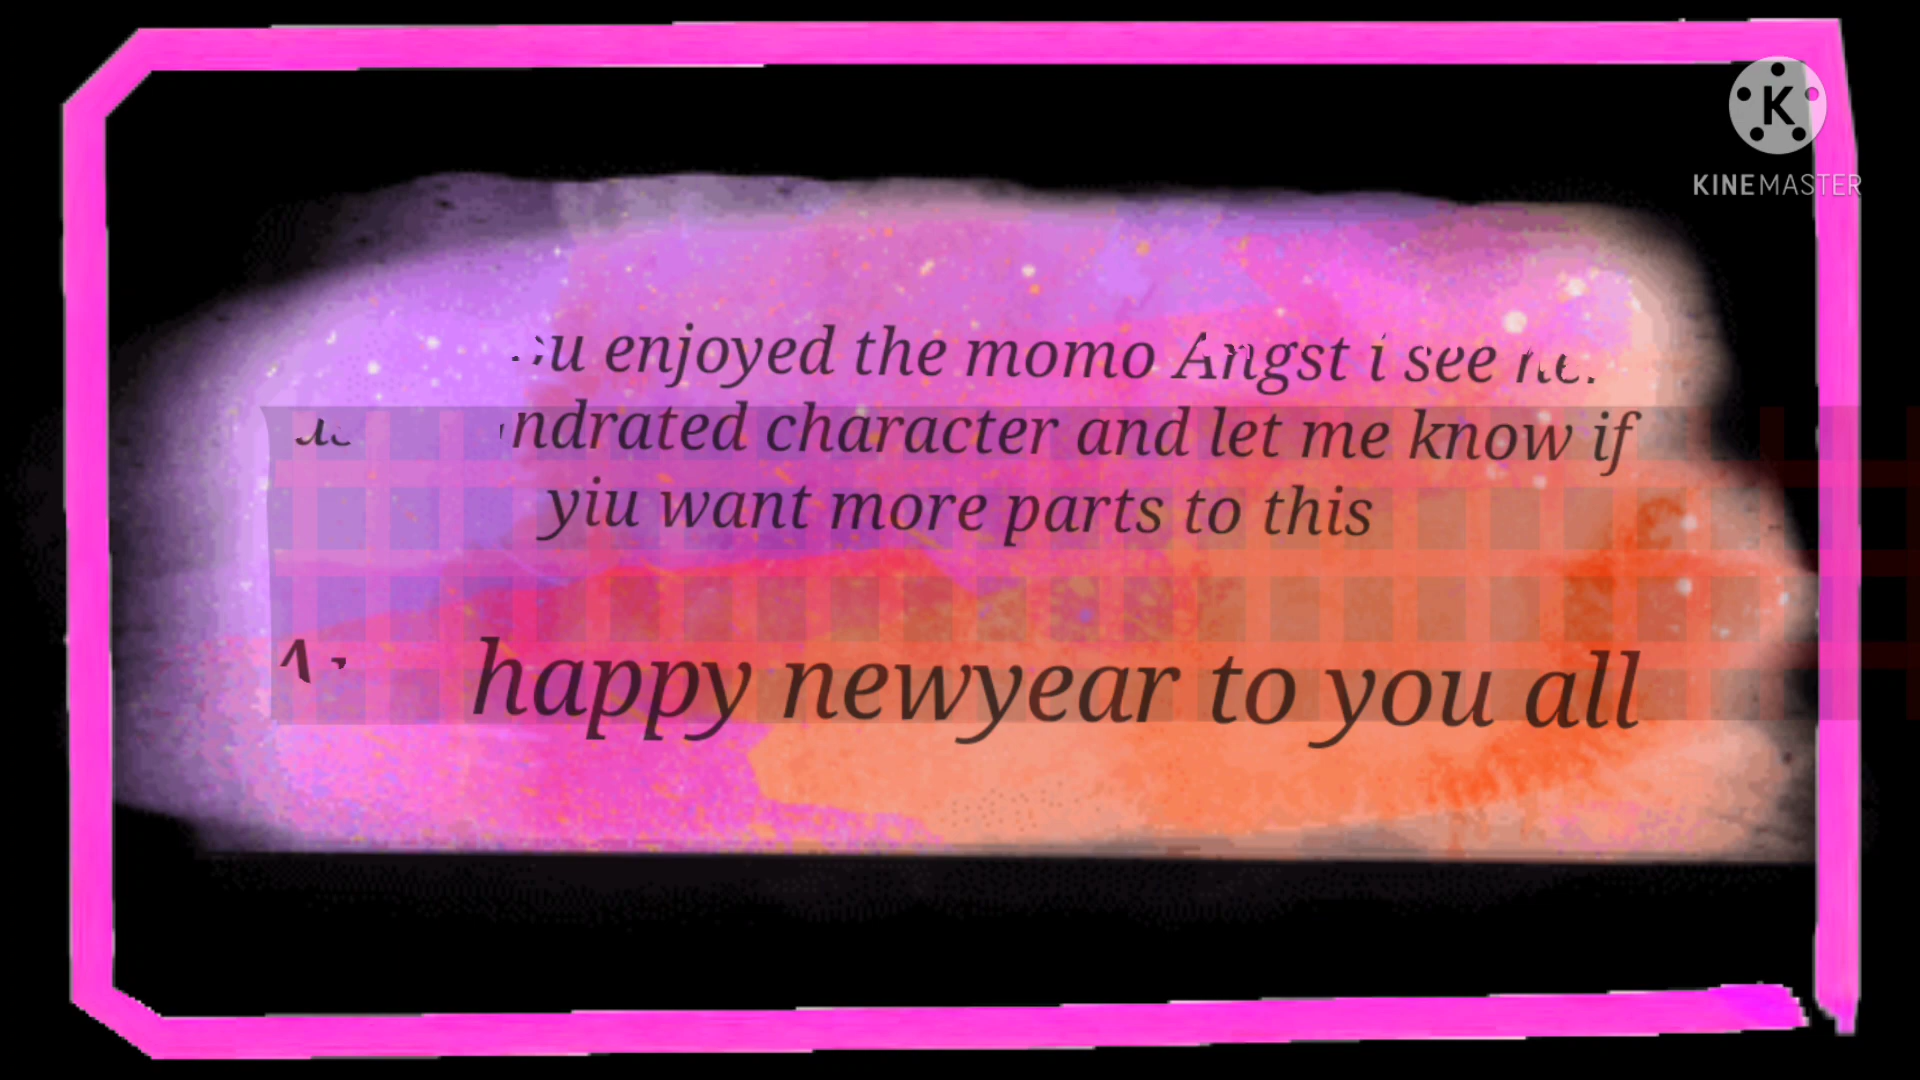 enjoyed the momo Angst i see
character and let me know if
yiu want more parts to this
happy newyear to you all
K
KINEMASTER